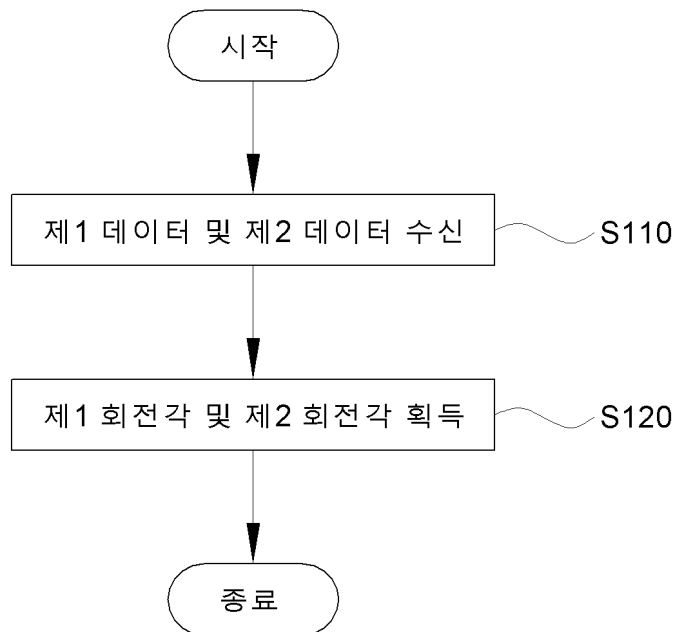 시작
제1 데이터 및 제2 데이터 수신
S110
제1 회전각 및 제2 회전각 획득
S120
종료